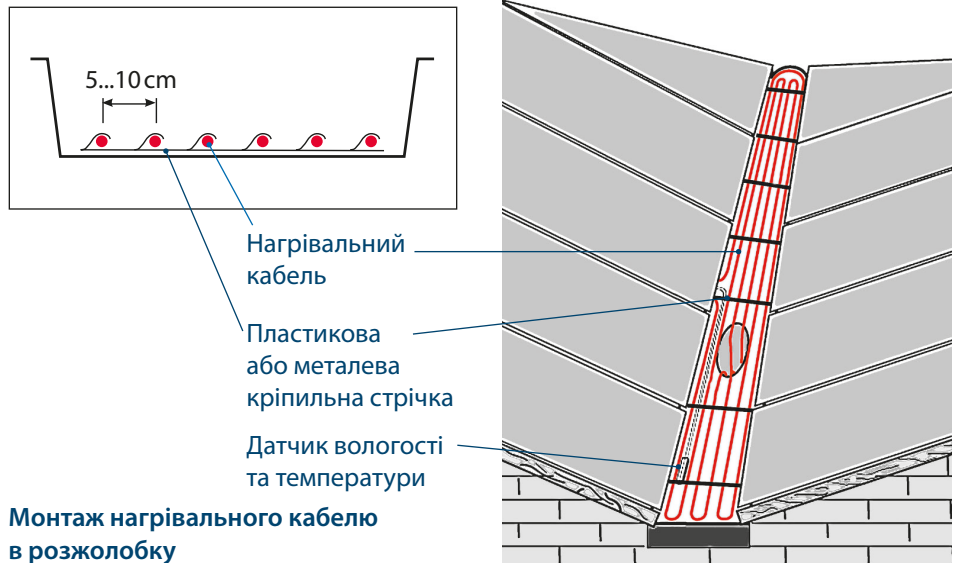 5...10 cm
Нагрівальний
кабель
Пластикова
або металева
кріпильна стрічка
Датчик вологості
та температури
Монтаж нагрівального кабелю
в розжолобку